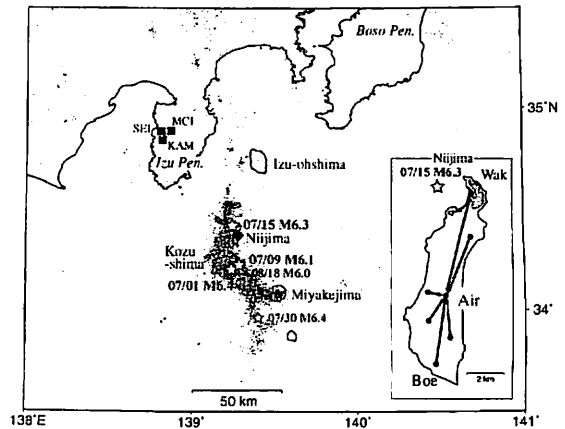 Boso Pen.
35°N
SEI
MCI
KAM
Izu Pen.
Izu-ohshima
Niijima
07/15 M6.3
Wak
07/15 M6.3
Niijima
Kozu
-shima
07/09 M6.1
08/18 M6.0
07/01 M6.4
Miyakejima
07/30 M6.4
Air
34°
Boe
2 km
50 km
138°E
139°
140°
141°